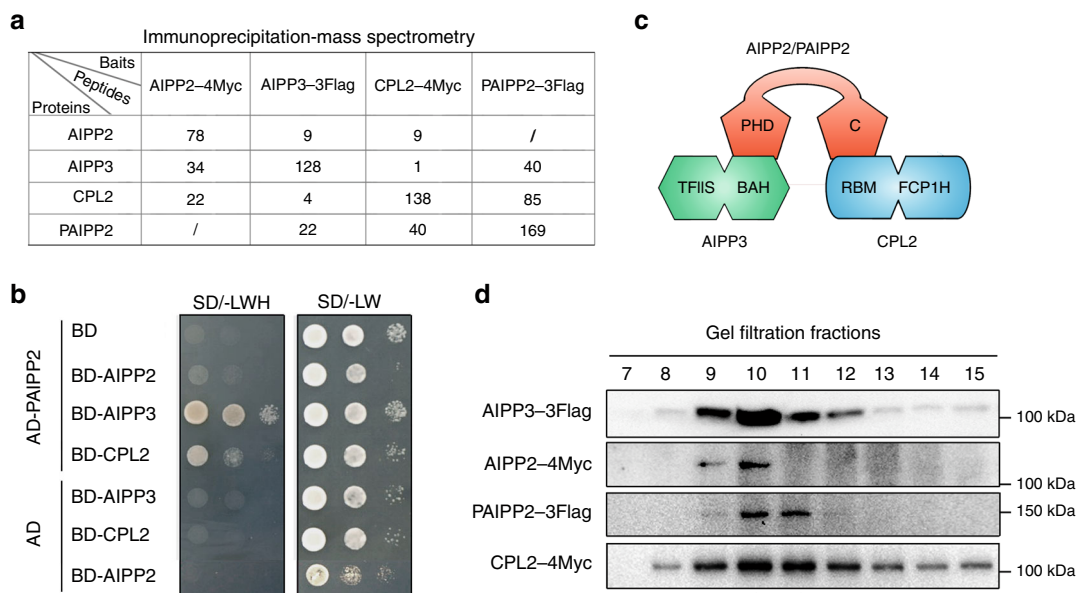 a
Immunoprecipitation-mass spectrometry
Baits
Peptides
Proteins
AIPP2–4Myc AIPP3–3Flag CPL2–4Myc PAIPP2–3Flag
AIPP2 78 9 9 /
AIPP3 34 128 1 40
CPL2 22 4 138 85
PAIPP2 / 22 40 169
b
SD/-LWH SD/-LW
AD-PAIPP2
BD
BD-AIPP2
BD-AIPP3
BD-CPL2
AD
BD-AIPP3
BD-CPL2
BD-AIPP2
c
AIPP2/PAIPP2
PHD C
TFIIS BAH RBM FCP1H
AIPP3 CPL2
d
Gel filtration fractions
7 8 9 10 11 12 13 14 15
AIPP3–3Flag 100 kDa
AIPP2–4Myc 100 kDa
PAIPP2–3Flag 150 kDa
CPL2–4Myc 100 kDa